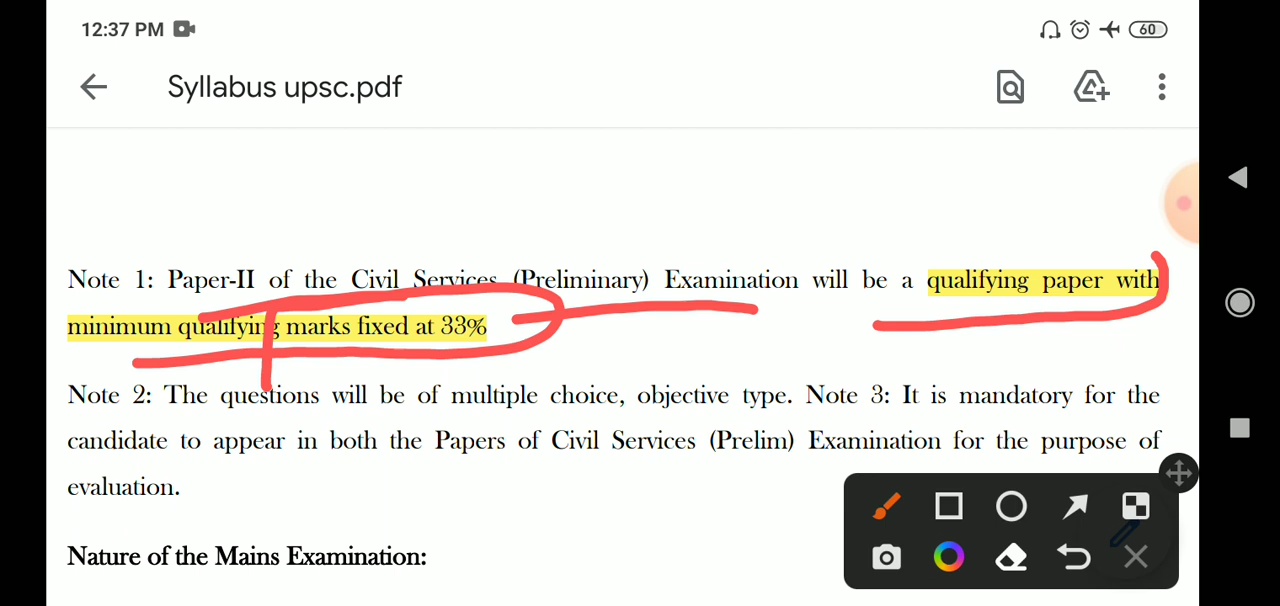 12:37 PM
60
Syllabus upsc.pdf
Note 1: Paper-II of the Civil Services (Preliminary) Examination will be a qualifying paper with
minimum qualifying marks fixed at 33%
Note 2: The questions will be of multiple choice, objective type. Note 3: It is mandatory for the
candidate to appear in both the Papers of Civil Services (Prelim) Examination for the purpose of
evaluation.
Nature of the Mains Examination: